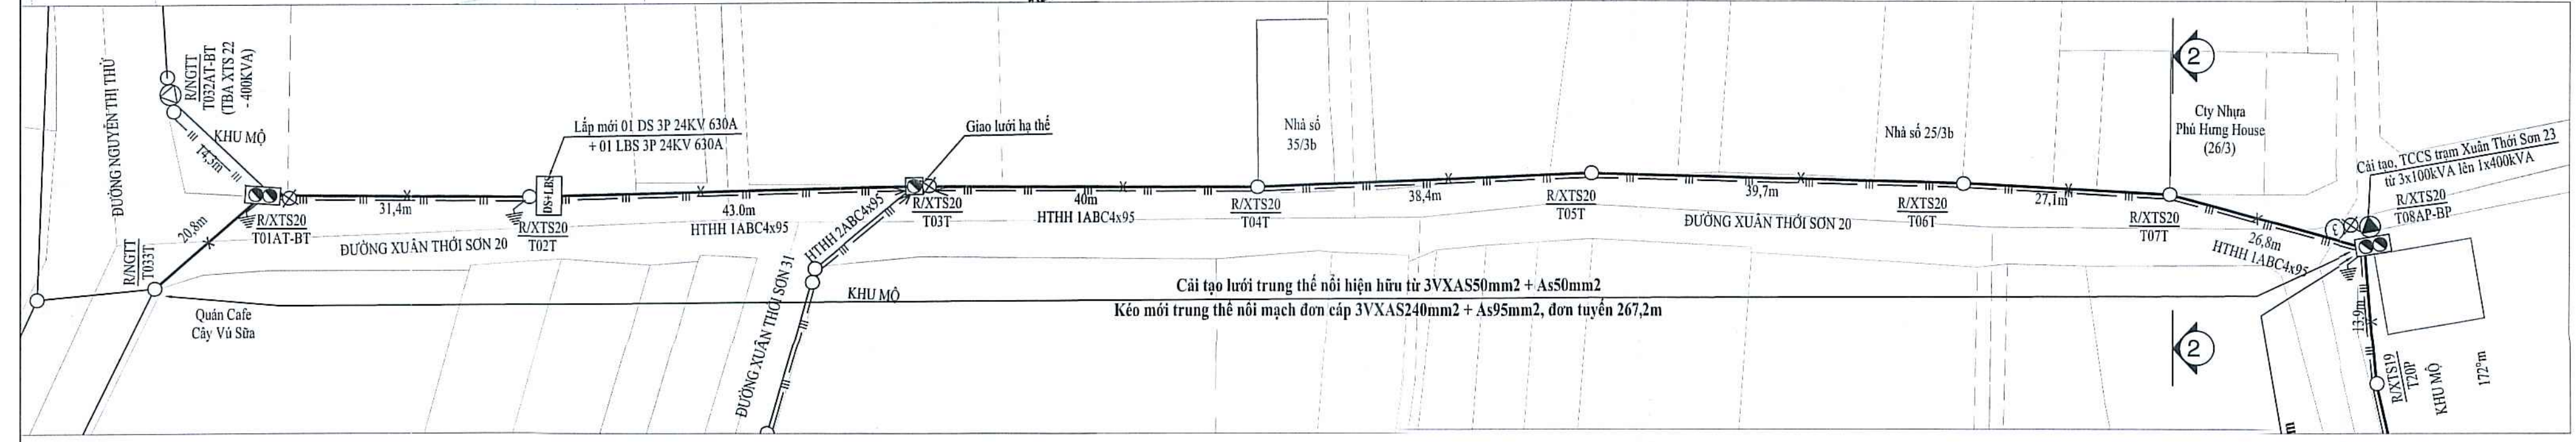 ĐƯỜNG NGUYỄN THỊ THỬ
R/NGTT
T032AT-BT
(TBA XTS 22
- 400KVA)
KHU MỘ
14,3m
20,8m
R/NGTT
T033T
Quán Cafe
Cây Vú Sữa
R/XTS20
T01AT-BT
31,4m
ĐƯỜNG XUÂN THỚI SƠN 20
Lắp mới 01 DS 3P 24KV 630A
+ 01 LBS 3P 24KV 630A
DS+LBS
R/XTS20
T02T
43.0m
HTHH 1ABC4x95
Giao lưới hạ thế
HTHH 2ABC4x95
R/XTS20
T03T
ĐƯỜNG XUÂN THỚI SƠN 31
KHU MỘ
40m
HTHH 1ABC4x95
Nhà số
35/3b
R/XTS20
T04T
38,4m
R/XTS20
T05T
39,7m
ĐƯỜNG XUÂN THỚI SƠN 20
Nhà số 25/3b
R/XTS20
T06T
27,1m
2
Cty Nhựa
Phú Hưng House
(26/3)
R/XTS20
T07T
26,8m
HTHH 1ABC4x95
Cải tạo, TCCS trạm Xuân Thới Sơn 23
từ 3x100kVA lên 1x400kVA
R/XTS20
T08AP-BP
3
Cải tạo lưới trung thế nổi hiện hữu từ 3VXAS50mm2 + As50mm2
Kéo mới trung thế nổi mạch đơn cáp 3VXAS240mm2 + As95mm2, đơn tuyến 267,2m
2
13,9m
R/XTS19
T20P
KHU MỘ
172°m
m